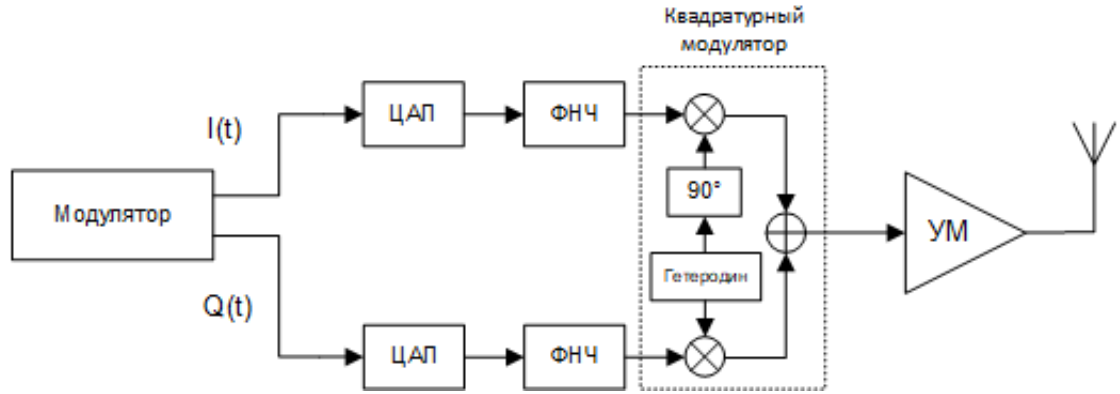 Квадратурный
модулятор
I(t)
ЦАП
ФНЧ
Модулятор
90°
УМ
Гетеродин
Q(t)
ЦАП
ФНЧ